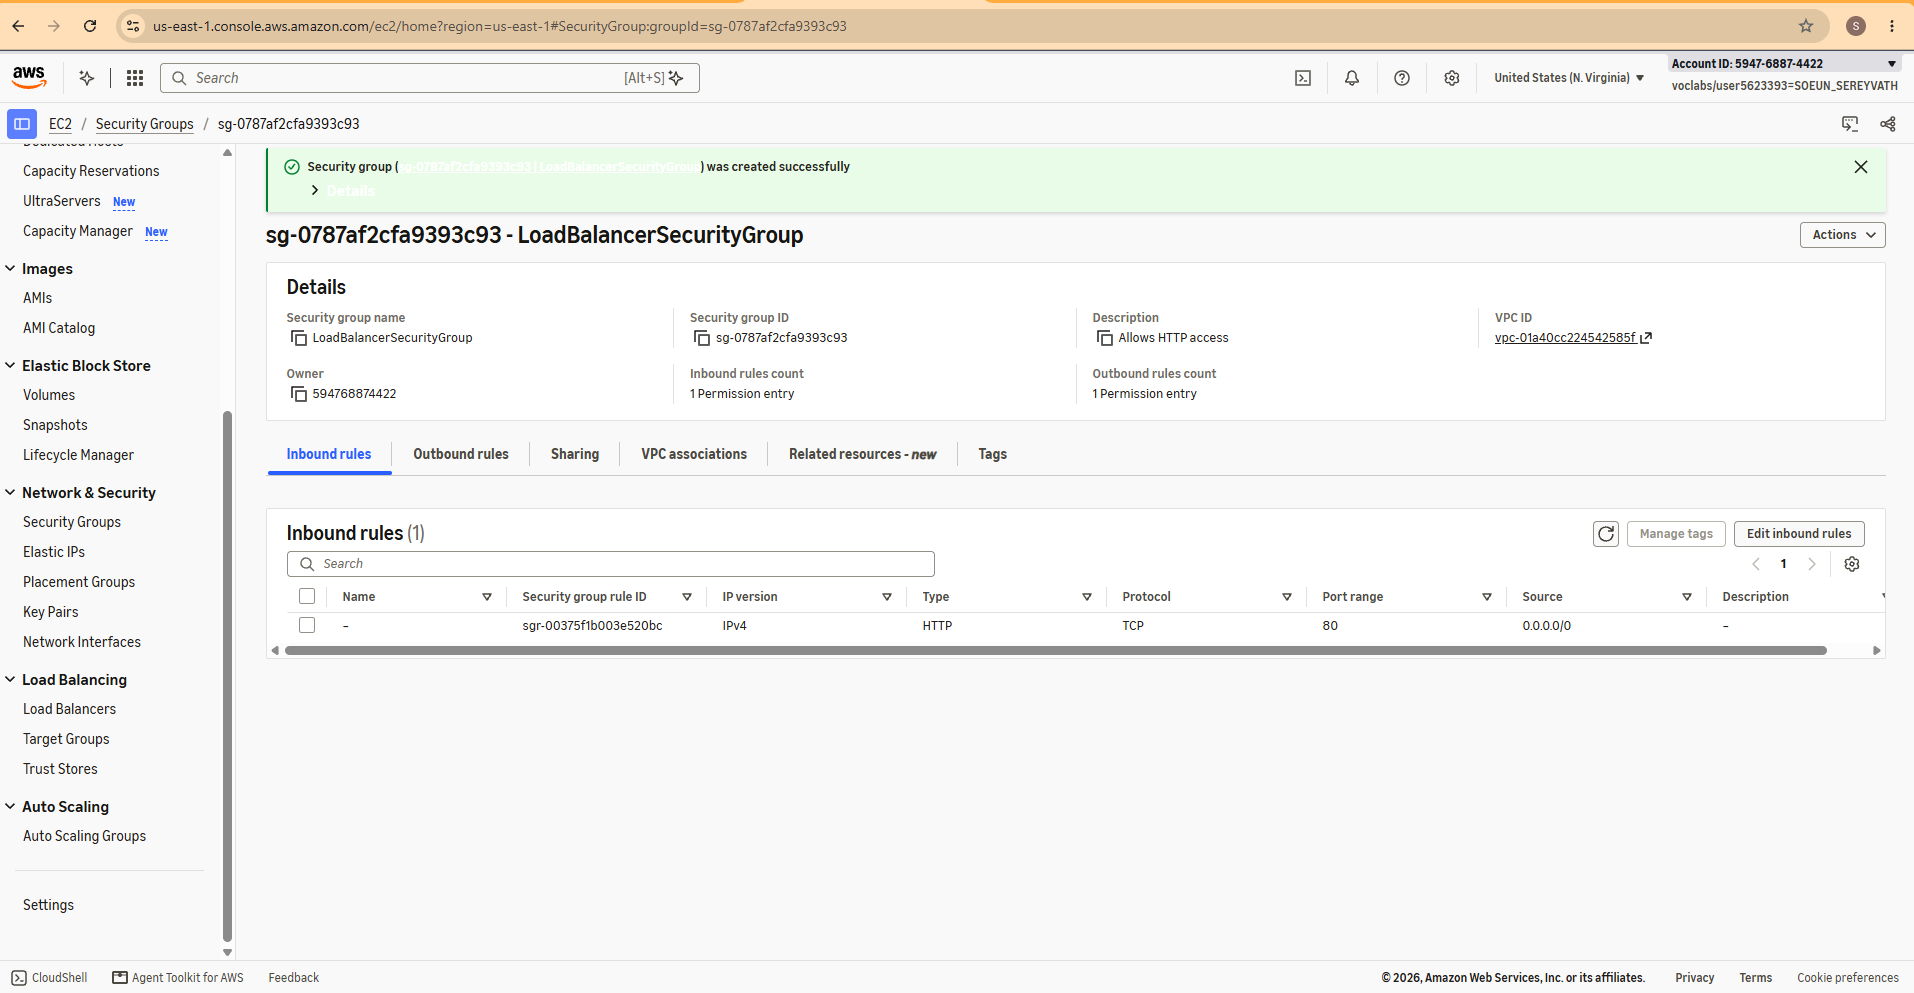 us-east-1.console.aws.amazon.com/ec2/home?region=us-east-1#SecurityGroup:groupId=sg-0787af2cfa9393c93
S
aws
Search
[Alt+S]
United States (N. Virginia)
Account ID: 5947-6887-4422
voclabs/user5623393=SOEUN_SEREYVATH
EC2 / Security Groups / sg-0787af2cfa9393c93
Dedicated Hosts
Capacity Reservations
UltraServers New
Capacity Manager New
Images
AMIs
AMI Catalog
Elastic Block Store
Volumes
Snapshots
Lifecycle Manager
Network & Security
Security Groups
Elastic IPs
Placement Groups
Key Pairs
Network Interfaces
Load Balancing
Load Balancers
Target Groups
Trust Stores
Auto Scaling
Auto Scaling Groups
Settings
Security group (sg-0787af2cfa9393c93 | LoadBalancerSecurityGroup) was created successfully
Details
sg-0787af2cfa9393c93 - LoadBalancerSecurityGroup
Actions
Details
Security group name
LoadBalancerSecurityGroup
Security group ID
sg-0787af2cfa9393c93
Description
Allows HTTP access
VPC ID
vpc-01a40cc224542585f
Owner
594768874422
Inbound rules count
1 Permission entry
Outbound rules count
1 Permission entry
Inbound rules
Outbound rules
Sharing
VPC associations
Related resources - new
Tags
Inbound rules (1)
Manage tags
Edit inbound rules
Search
1
Name Security group rule ID IP version Type Protocol Port range Source Description
– sgr-00375f1b003e520bc IPv4 HTTP TCP 80 0.0.0.0/0 –
CloudShell
Agent Toolkit for AWS
Feedback
© 2026, Amazon Web Services, Inc. or its affiliates.
Privacy
Terms
Cookie preferences